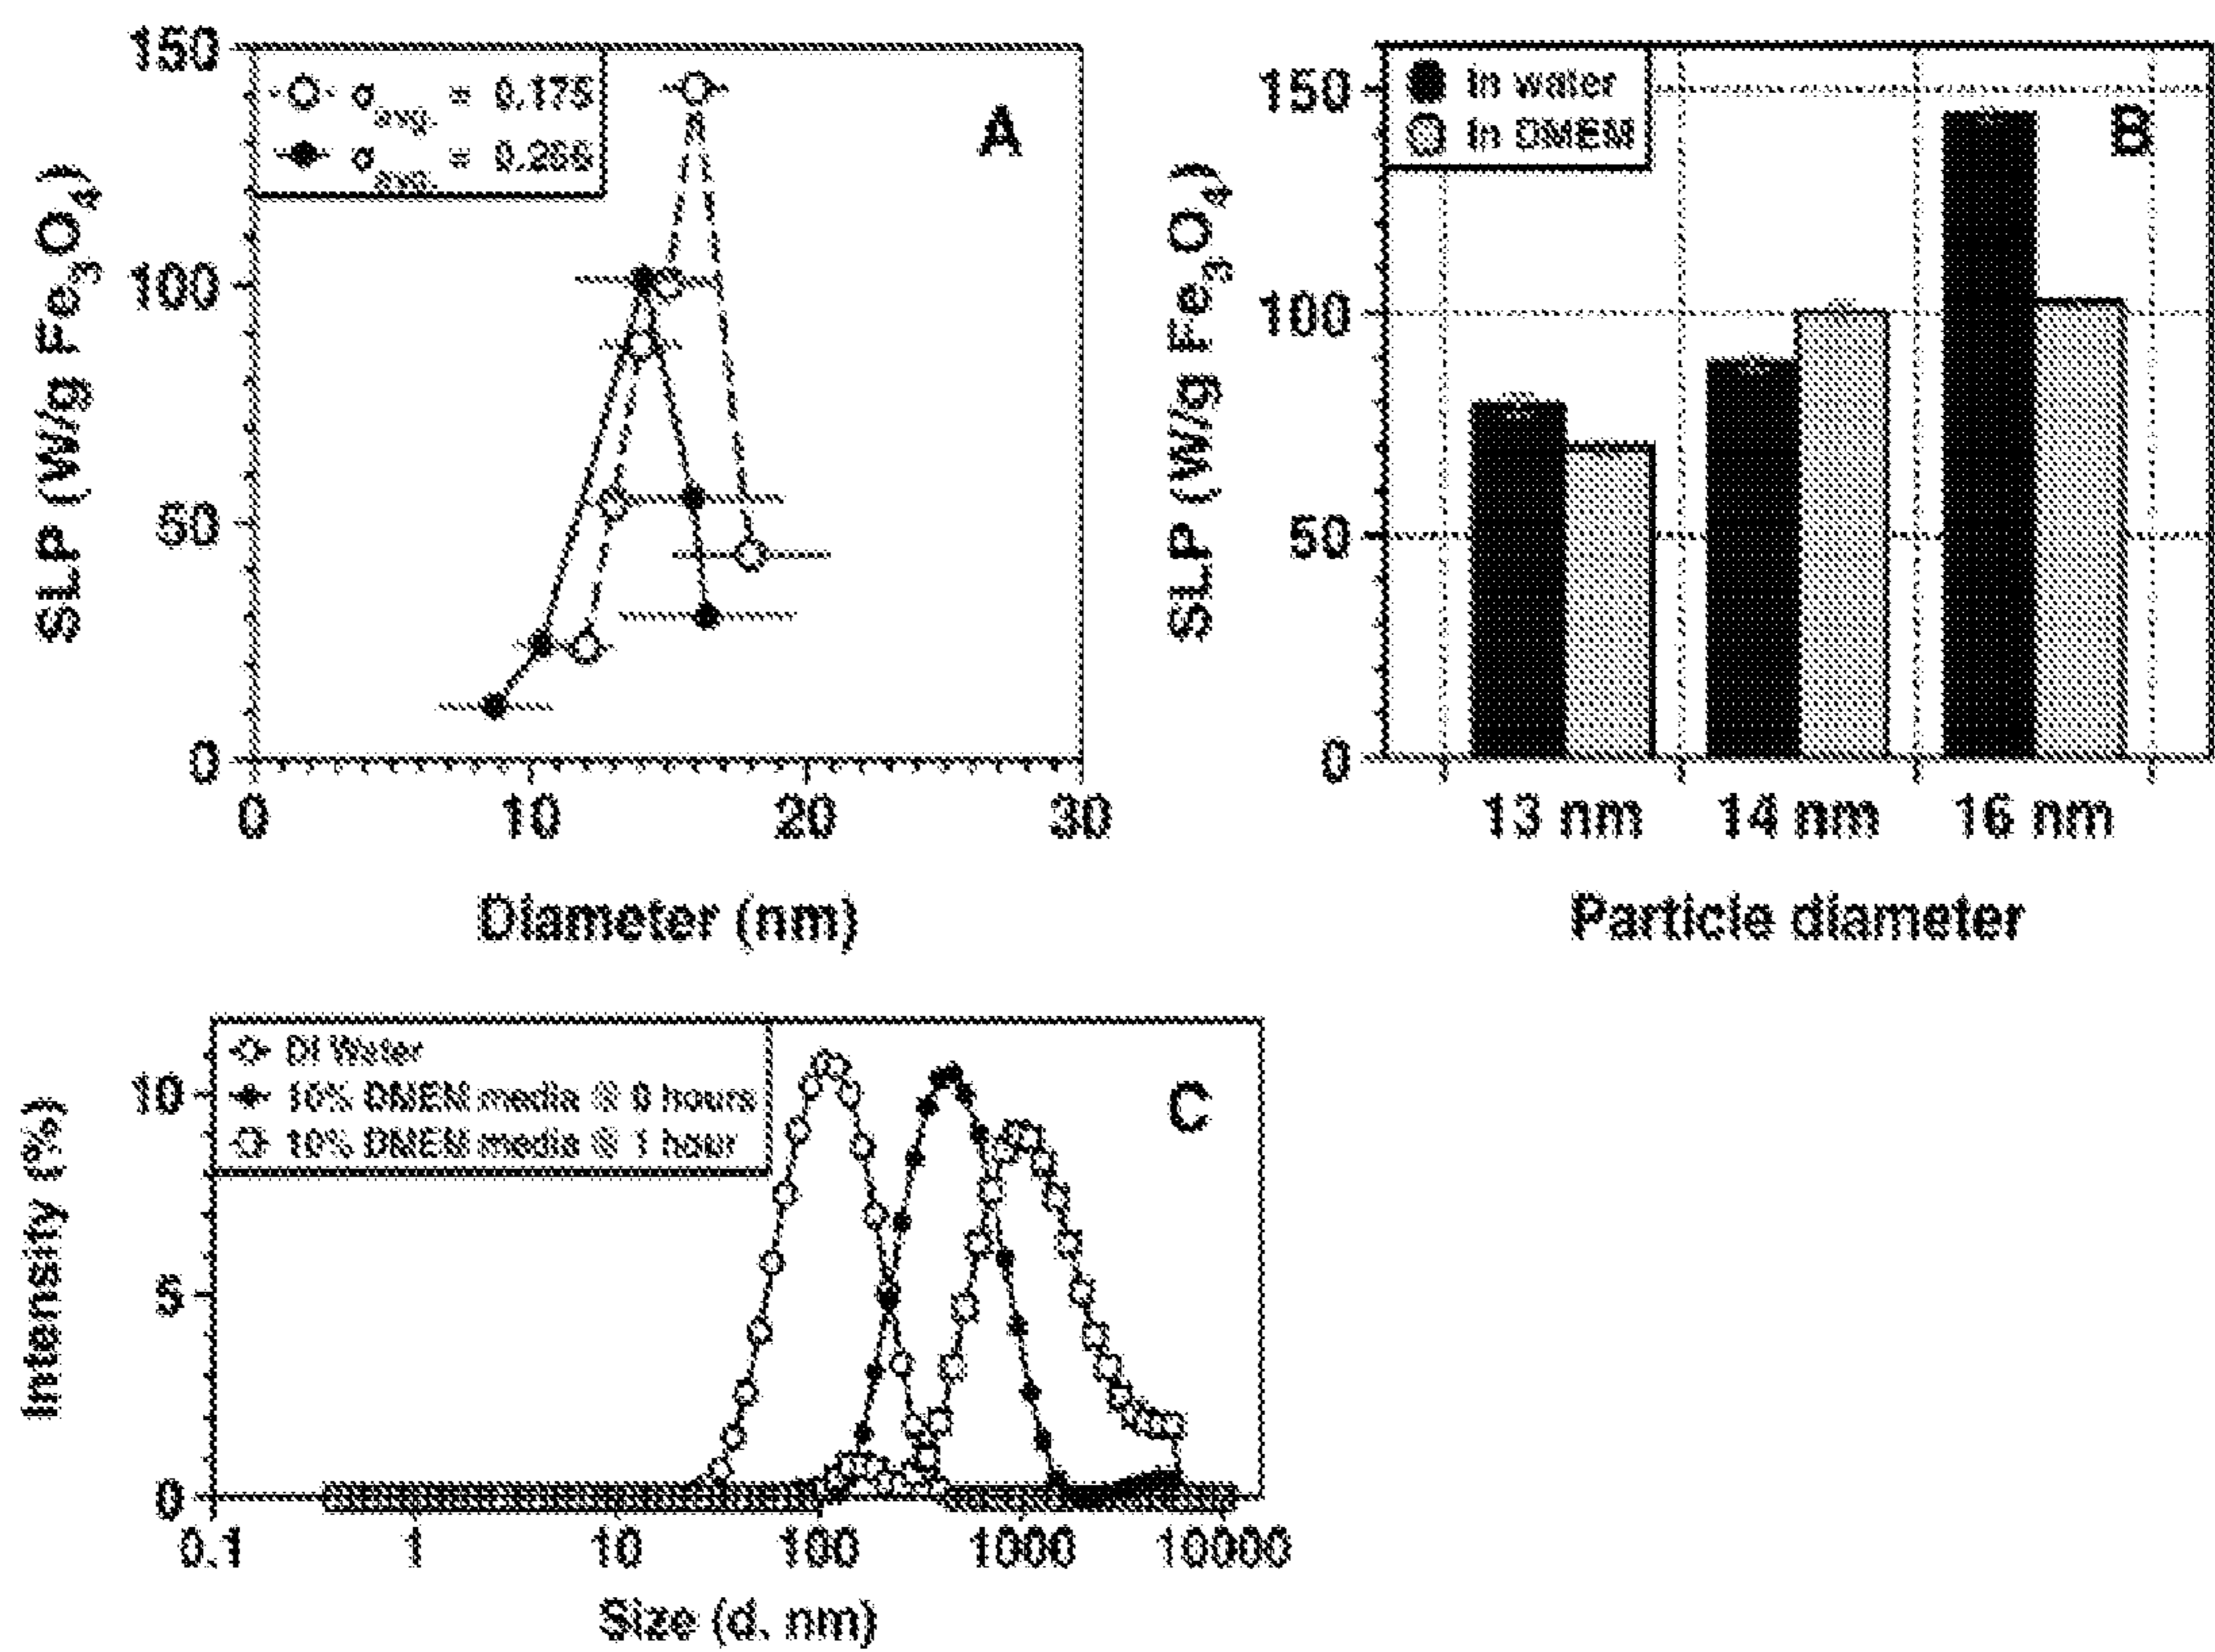 150
100
50
0
SLP (W/g Fe3O4)
σavg. = 0.175
σavg. = 0.266
A
0 10 20 30
Diameter (nm)
150
100
50
0
SLP (W/g Fe3O4)
In water
In DMEM
B
13 nm 14 nm 16 nm
Particle diameter
10
5
0
Intensity (%)
DI Water
10% DMEM media @ 0 hours
10% DMEM media @ 1 hour
C
0.1 1 10 100 1000 10000
Size (d. nm)